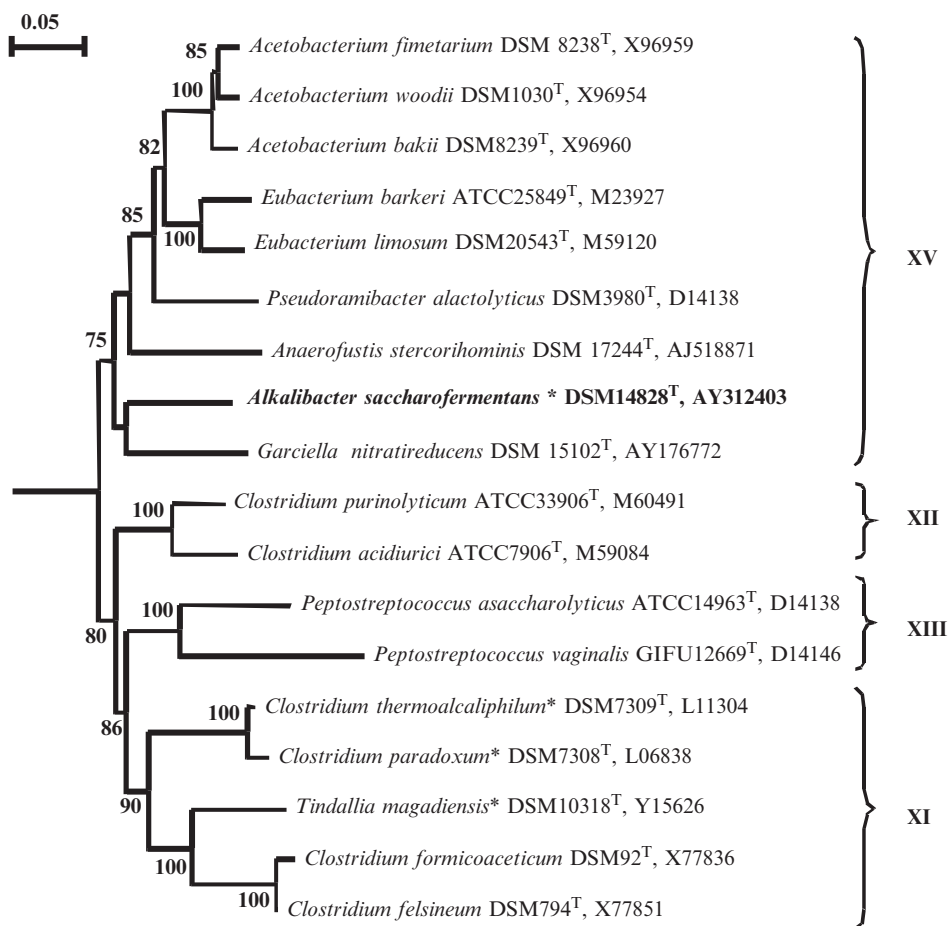 0.05
85
Acetobacterium fimetarium DSM 8238T, X96959
100
Acetobacterium woodii DSM1030T, X96954
82
Acetobacterium bakii DSM8239T, X96960
Eubacterium barkeri ATCC25849T, M23927
85
100
Eubacterium limosum DSM20543T, M59120
XV
Pseudoramibacter alactolyticus DSM3980T, D14138
75
Anaerofustis stercorihominis DSM 17244T, AJ518871
Alkalibacter saccharofermentans * DSM14828T, AY312403
Garciella nitratireducens DSM 15102T, AY176772
Clostridium purinolyticum ATCC33906T, M60491
100
XII
Clostridium acidiurici ATCC7906T, M59084
Peptostreptococcus asaccharolyticus ATCC14963T, D14138
100
80
XIII
Peptostreptococcus vaginalis GIFU12669T, D14146
Clostridium thermoalcaliphilum* DSM7309T, L11304
100
86
Clostridium paradoxum* DSM7308T, L06838
90
Tindallia magadiensis* DSM10318T, Y15626
XI
100
Clostridium formicoaceticum DSM92T, X77836
100
Clostridium felsineum DSM794T, X77851